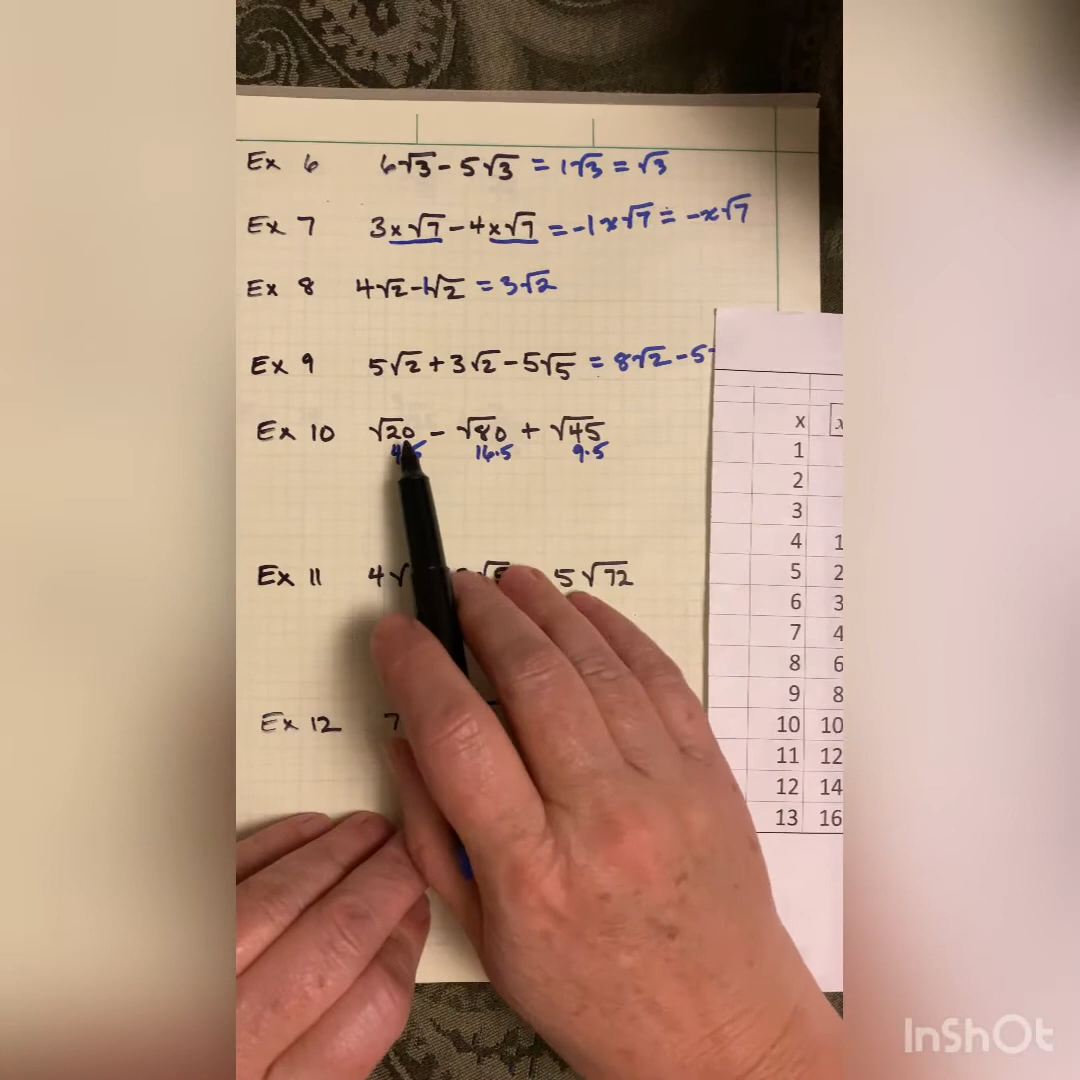 Ex 6 6√3 - 5√3 = 1√3 = √3
Ex 7 3x√7 - 4x√7 = -1x√7 = -x√7
Ex 8 4√2 - 1√2 = 3√2
Ex 9 5√2 + 3√2 - 5√5 = 8√2 - 5
Ex 10 √20 - √80 + √45
16·5 9·5
Ex 11 4√ 5√72
Ex 12 7
x
1
2
3
4 1
5 2
6 3
7 4
8 6
9 8
10 10
11 12
12 14
13 16
InShOt